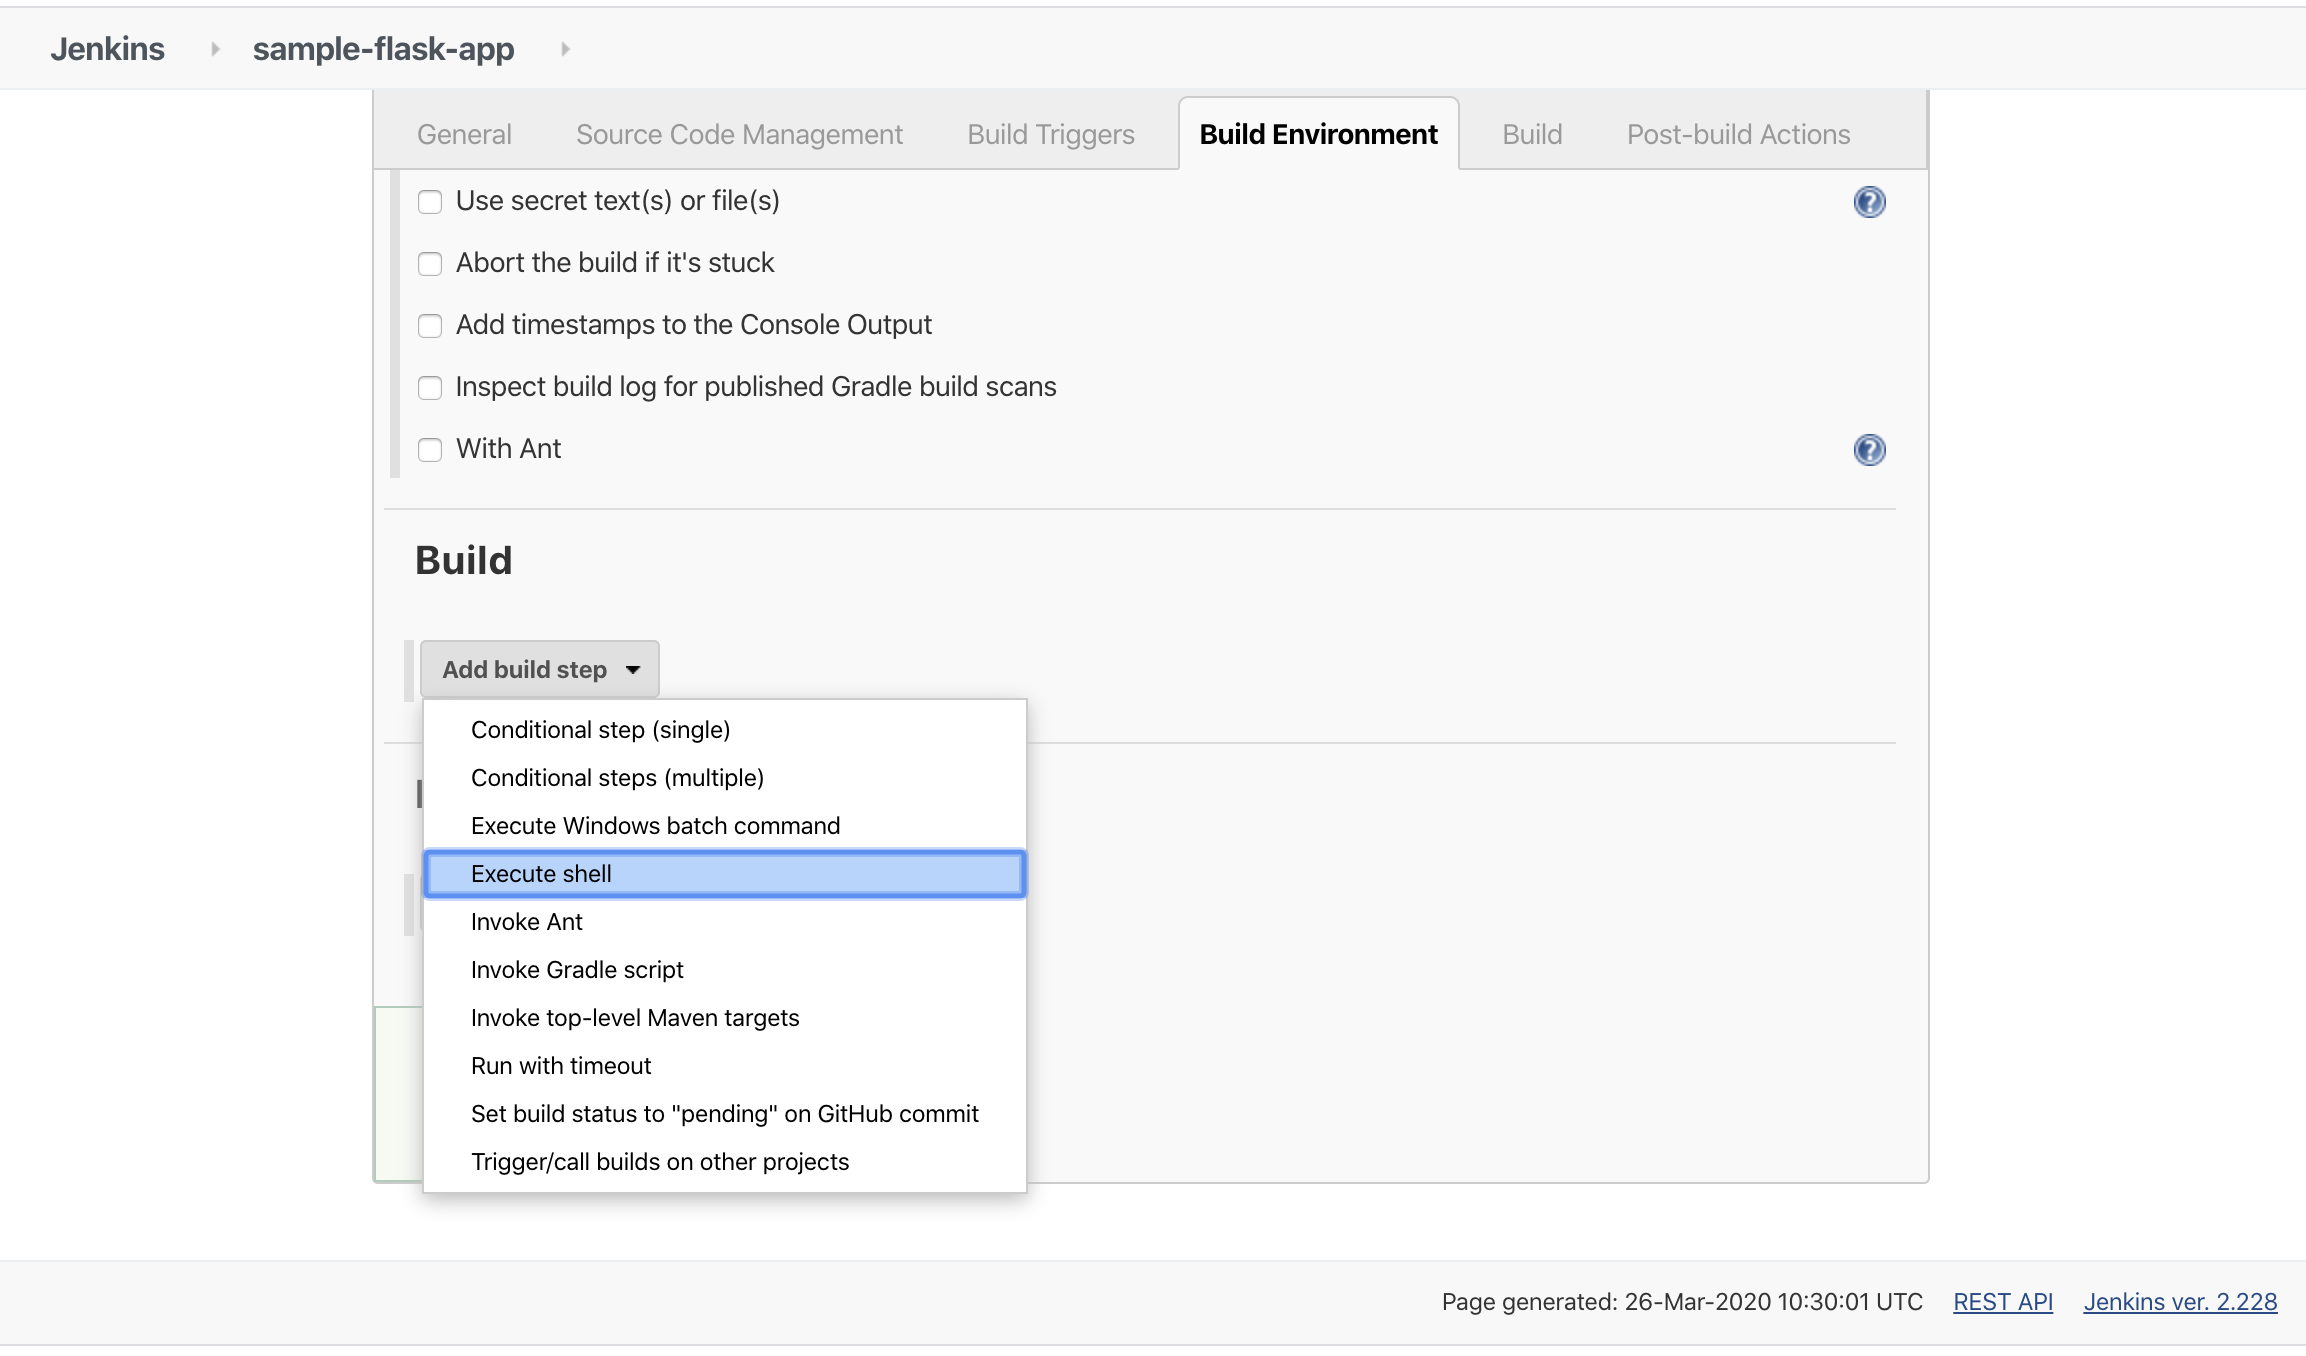 Jenkins sample-flask-app
General Source Code Management Build Triggers Build Environment Build Post-build Actions
Use secret text(s) or file(s)
Abort the build if it's stuck
Add timestamps to the Console Output
Inspect build log for published Gradle build scans
With Ant
Build
Add build step
Conditional step (single)
Conditional steps (multiple)
Execute Windows batch command
Execute shell
Invoke Ant
Invoke Gradle script
Invoke top-level Maven targets
Run with timeout
Set build status to "pending" on GitHub commit
Trigger/call builds on other projects
Page generated: 26-Mar-2020 10:30:01 UTC REST API Jenkins ver. 2.228